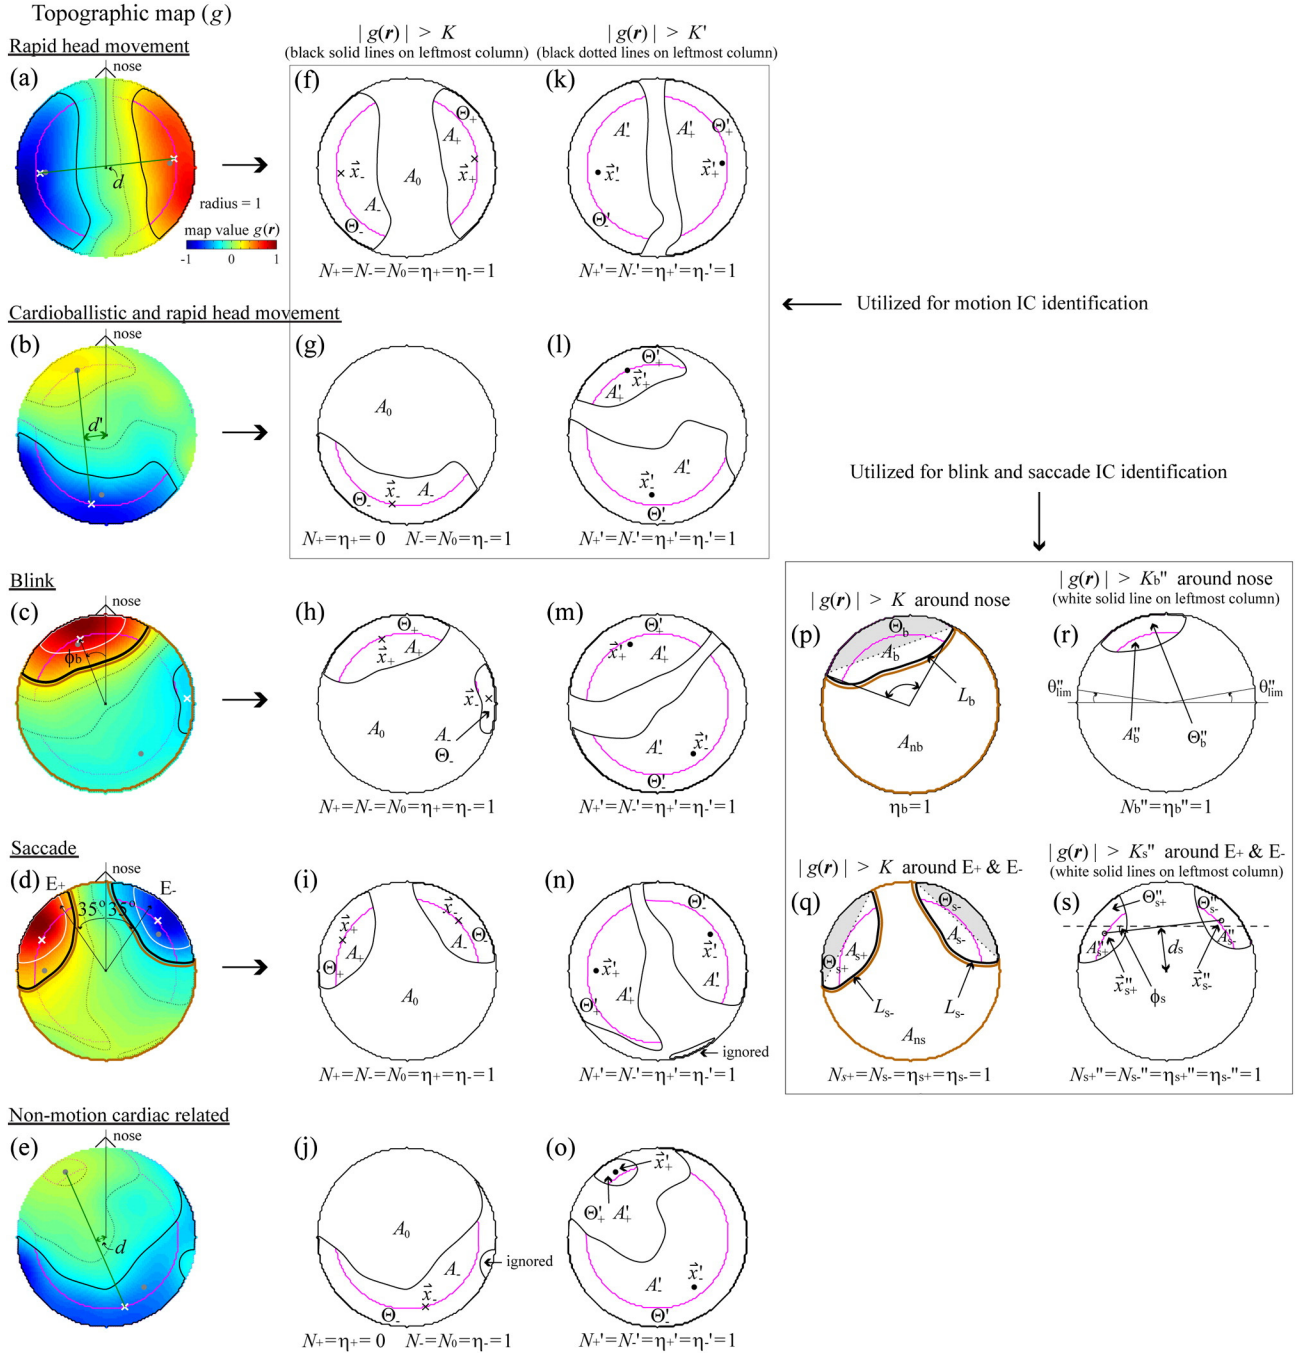 Topographic map (g)
| g(r) | > K
(black solid lines on leftmost column)
| g(r) | > K'
(black dotted lines on leftmost column)
Rapid head movement
(a)
nose
d
radius = 1
map value g(r)
-1 0 1
(f)
Θ+
A+
x⃗+
x⃗-
A0
A-
Θ-
N+=N-=N0=η+=η-=1
(k)
A'-
A'+
Θ'+
x⃗'-
x⃗'+
Θ'-
N+'=N-'=η+'=η-'=1
Utilized for motion IC identification
Cardioballistic and rapid head movement
(b)
nose
d'
(g)
A0
x⃗-
A-
Θ-
N+=η+= 0 N-=N0=η-=1
(l)
Θ'+
x⃗'+
A'+
A'-
x⃗'-
Θ'-
N+'=N-'=η+'=η-'=1
Utilized for blink and saccade IC identification
Blink
(c)
nose
ϕb
(h)
Θ+
A+
x⃗+
x⃗-
A0
A-
Θ-
N+=N-=N0=η+=η-=1
(m)
Θ'+
x⃗'+
A'+
A'-
x⃗'-
Θ'-
N+'=N-'=η+'=η-'=1
| g(r) | > K around nose
(p)
Θb
Ab
Lb
Anb
ηb=1
| g(r) | > Kb" around nose
(white solid line on leftmost column)
(r)
θ"lim
θ"lim
A"b
Θ"b
Nb"=ηb"=1
Saccade
(d)
nose
E+
E-
35° 35°
(i)
x⃗+
x⃗-
A+
A-
Θ-
Θ+
A0
N+=N-=N0=η+=η-=1
(n)
Θ'-
x⃗'-
x⃗'+
A'-
A'+
Θ'+
ignored
N+'=N-'=η+'=η-'=1
| g(r) | > K around E+ & E-
(q)
Θs-
As-
As+
Θs+
Ls-
Ls-
Ans
Ns+=Ns-=ηs+=ηs-=1
| g(r) | > Ks" around E+ & E-
(white solid lines on leftmost column)
(s)
Θ"s+
Θ"s-
A"s+
A"s-
ds
x⃗"s+
ϕs
x⃗"s-
Ns+"=Ns-"=ηs+"=ηs-"=1
Non-motion cardiac related
(e)
nose
d
(j)
A0
A-
ignored
x⃗-
Θ-
N+=η+= 0 N-=N0=η-=1
(o)
x⃗'+
Θ'+
A'+
A'-
x⃗'-
Θ'-
N+'=N-'=η+'=η-'=1